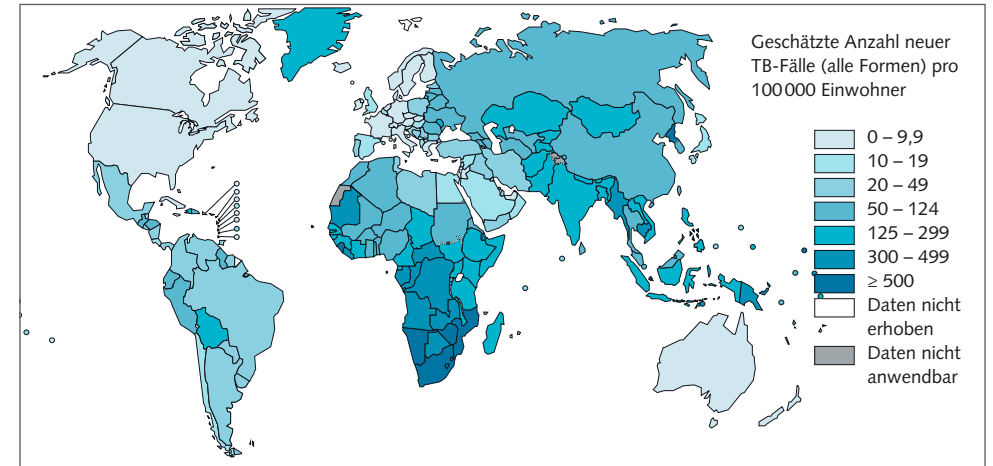 Geschätzte Anzahl neuer
TB-Fälle (alle Formen) pro
100 000 Einwohner
0 – 9,9
10 – 19
20 – 49
50 – 124
125 – 299
300 – 499
≥ 500
Daten nicht
erhoben
Daten nicht
anwendbar